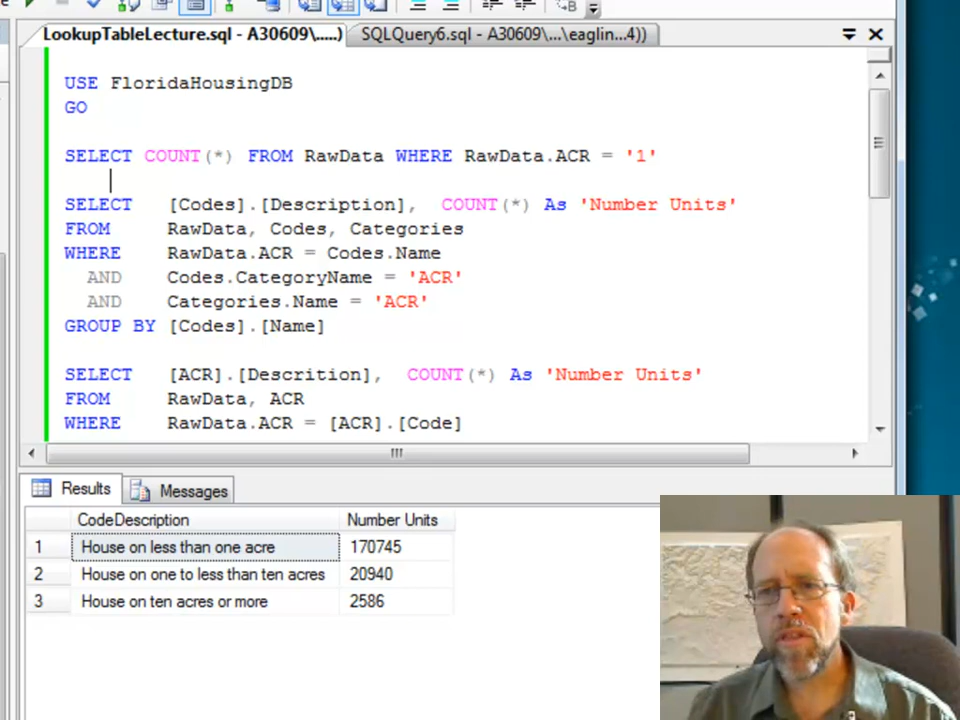 LookupTableLecture.sql - A30609\.....) SQLQuery6.sql - A30609\...\eaglin...4))
USE FloridaHousingDB
GO
SELECT COUNT(*) FROM RawData WHERE RawData.ACR = '1'
SELECT [Codes].[Description], COUNT(*) As 'Number Units'
FROM RawData, Codes, Categories
WHERE RawData.ACR = Codes.Name
AND Codes.CategoryName = 'ACR'
AND Categories.Name = 'ACR'
GROUP BY [Codes].[Name]
SELECT [ACR].[Descrition], COUNT(*) As 'Number Units'
FROM RawData, ACR
WHERE RawData.ACR = [ACR].[Code]
Results Messages
CodeDescription Number Units
1 House on less than one acre 170745
2 House on one to less than ten acres 20940
3 House on ten acres or more 2586